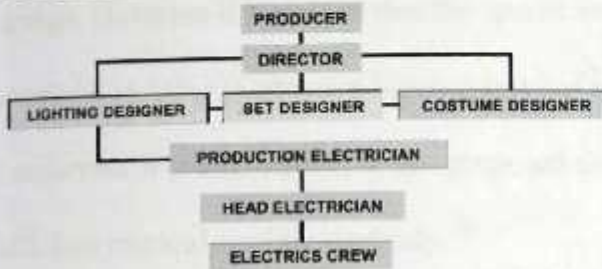 PRODUCER
DIRECTOR
LIGHTING DESIGNER SET DESIGNER COSTUME DESIGNER
PRODUCTION ELECTRICIAN
HEAD ELECTRICIAN
ELECTRICS CREW